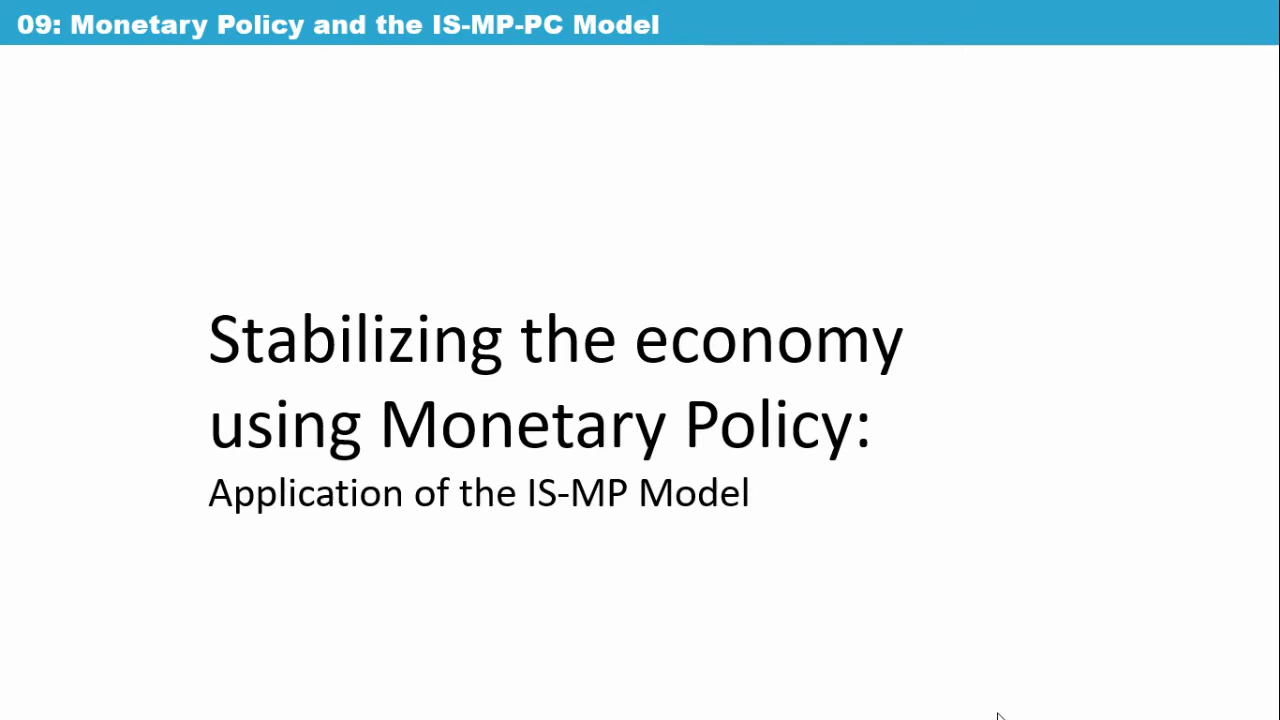 09: Monetary Policy and the IS-MP-PC Model
Stabilizing the economy
using Monetary Policy:
Application of the IS-MP Model